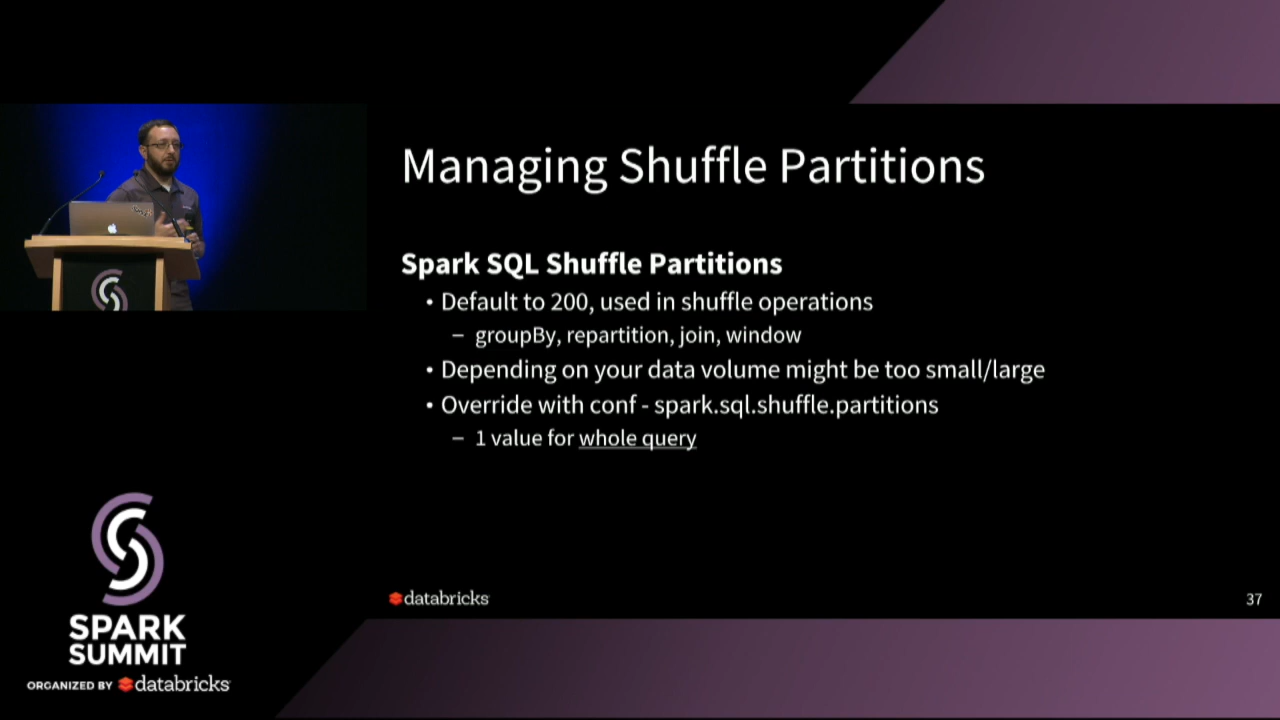 Managing Shuffle Partitions
Spark SQL Shuffle Partitions
• Default to 200, used in shuffle operations
– groupBy, repartition, join, window
• Depending on your data volume might be too small/large
• Override with conf - spark.sql.shuffle.partitions
– 1 value for whole query
databricks
37
SPARK
SUMMIT
ORGANIZED BY databricks